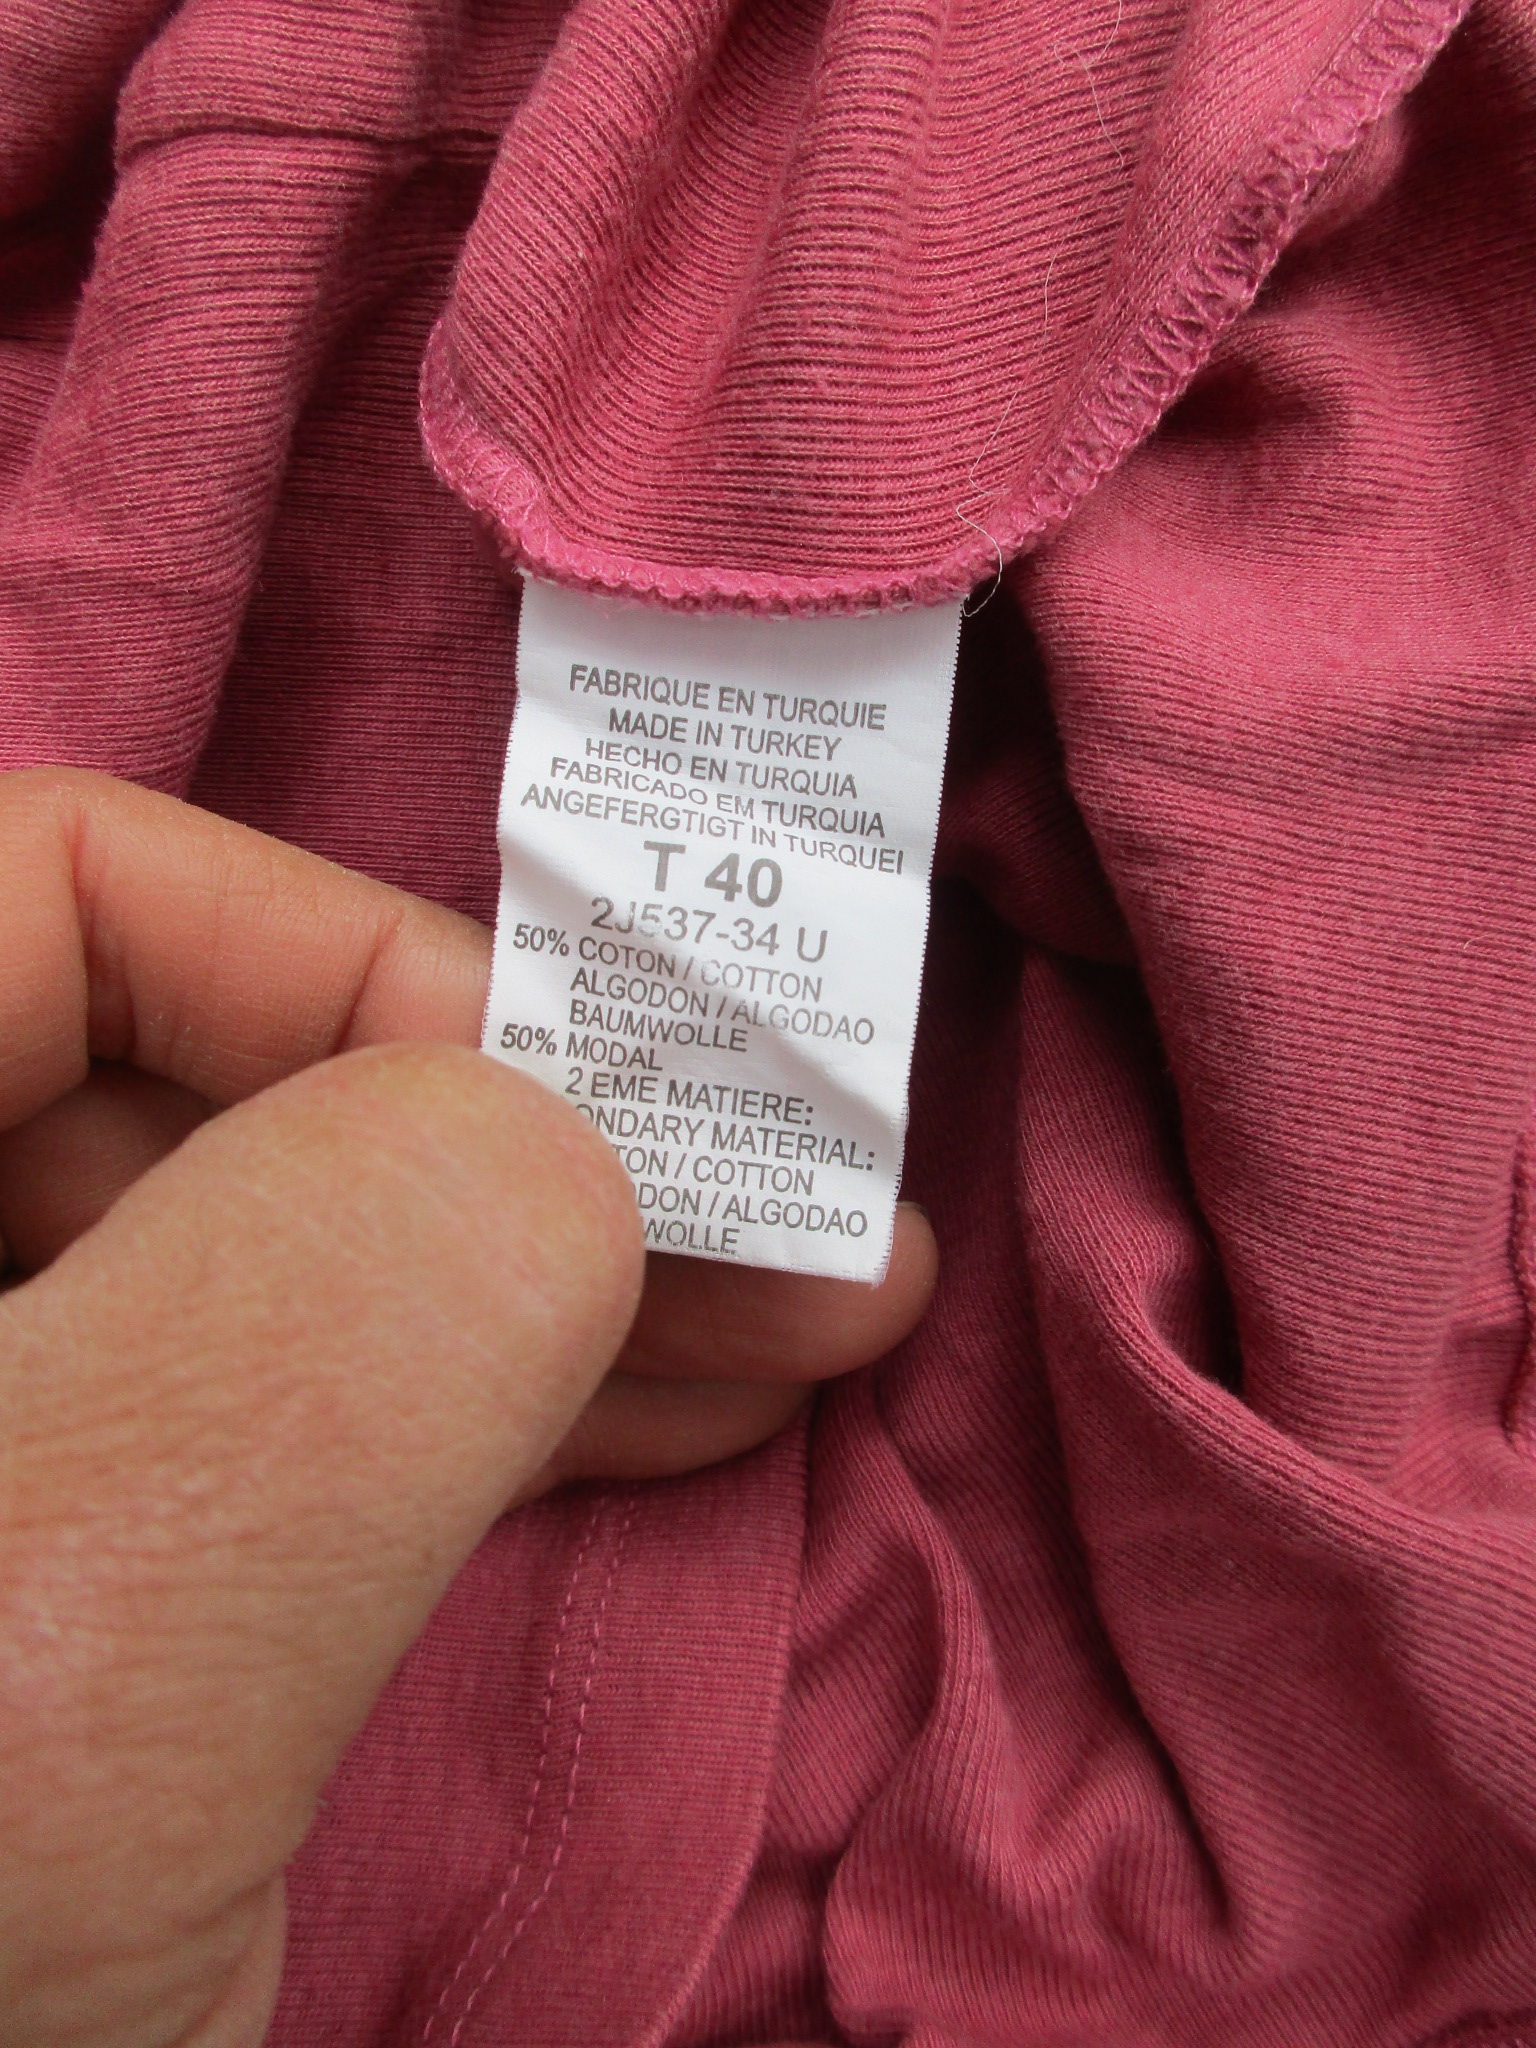 FABRIQUE EN TURQUIE
MADE IN TURKEY
HECHO EN TURQUIA
FABRICADO EM TURQUIA
ANGEFERGTIGT IN TURQUEI
T 40
2J537-34 U
50% COTON / COTTON
ALGODON / ALGODAO
BAUMWOLLE
50% MODAL
2 EME MATIERE:
ONDARY MATERIAL:
TON / COTTON
DON / ALGODAO
WOLLE